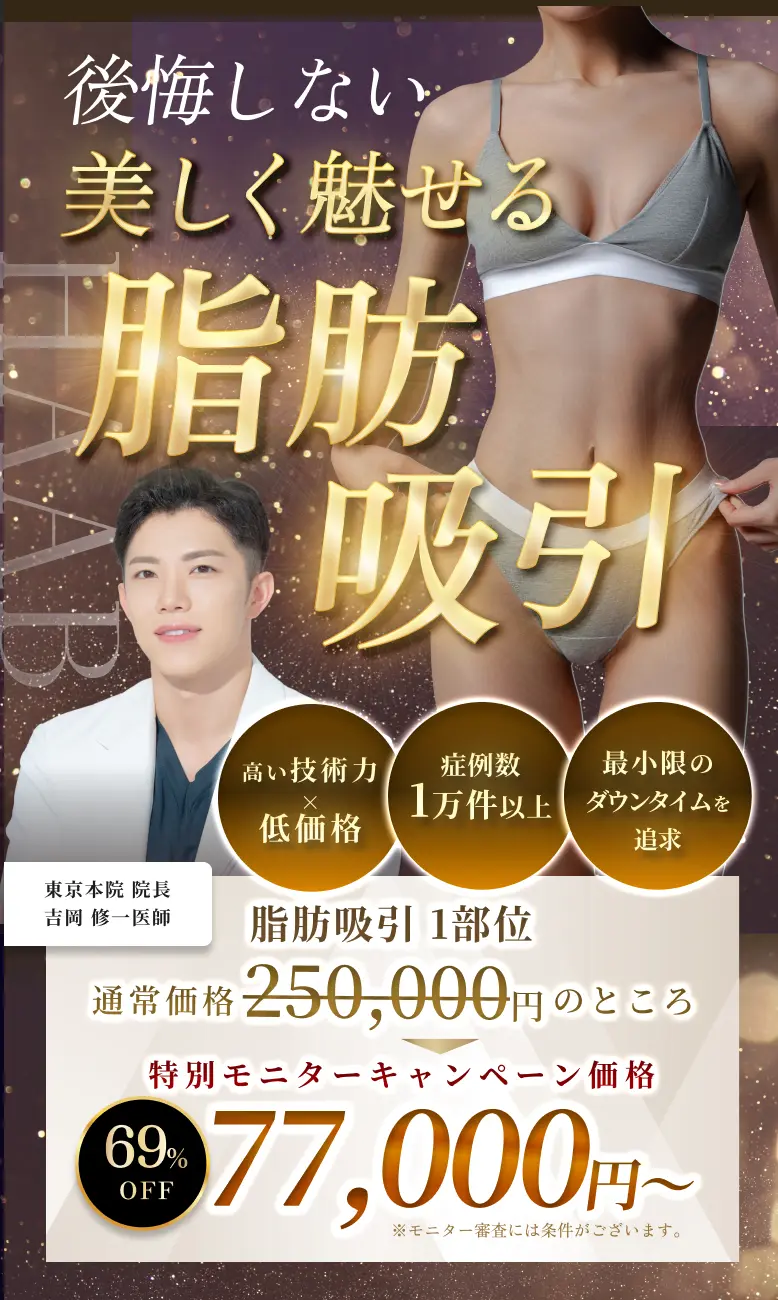 後悔しない
美しく魅せる
脂肪
吸引
HAAB
高い技術力
×
低価格
症例数
1万件以上
最小限の
ダウンタイムを
追求
東京本院 院長
吉岡 修一医師
脂肪吸引 1部位
通常価格250,000円のところ
特別モニターキャンペーン価格
69%
OFF
77,000円〜
※モニター審査には条件がございます。